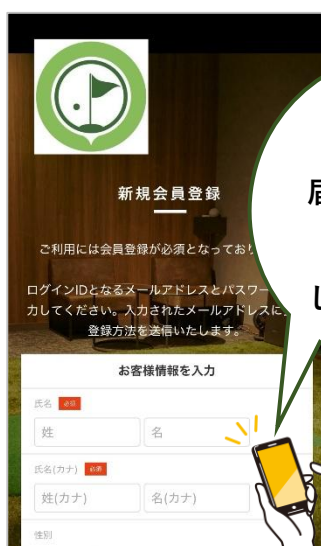 新規会員登録
ご利用には会員登録が必須となってお
ログインIDとなるメールアドレスとパスワー
力してください。入力されたメールアドレスに
登録方法を送信いたします。
お客様情報を入力
氏名 必須
姓 名
氏名(カナ) 必須
姓(カナ) 名(カナ)
性別
届
し